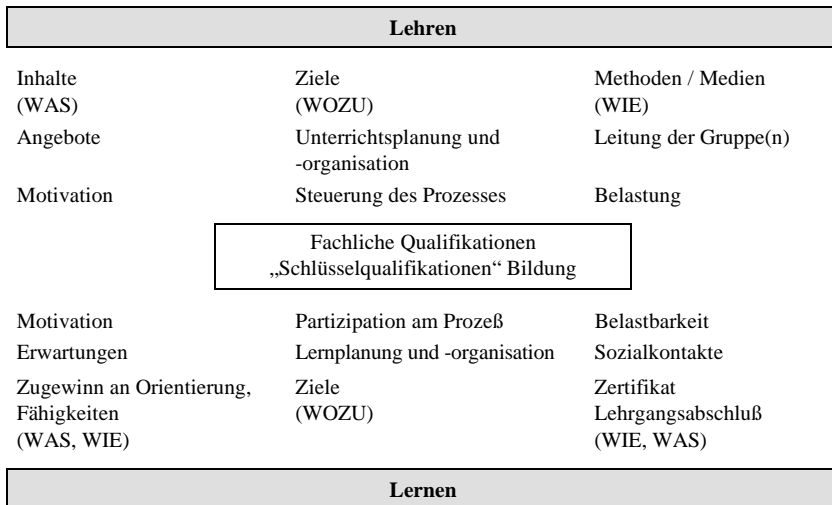 Lehren
Inhalte Ziele Methoden / Medien
(WAS) (WOZU) (WIE)
Angebote Unterrichtsplanung und Leitung der Gruppe(n)
-organisation
Motivation Steuerung des Prozesses Belastung
Fachliche Qualifikationen
„Schlüsselqualifikationen“ Bildung
Motivation Partizipation am Prozeß Belastbarkeit
Erwartungen Lernplanung und -organisation Sozialkontakte
Zugewinn an Orientierung, Ziele Zertifikat
Fähigkeiten (WOZU) Lehrgangsabschluß
(WAS, WIE) (WIE, WAS)
Lernen